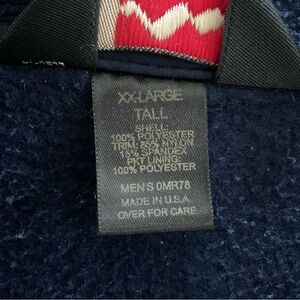 XX-LARGE
TALL
SHELL:
100% POLYESTER
TRIM: 85% NYLON
15% SPANDEX
PKT LINING:
100% POLYESTER
MEN'S 0MR78
MADE IN U.S.A.
OVER FOR CARE